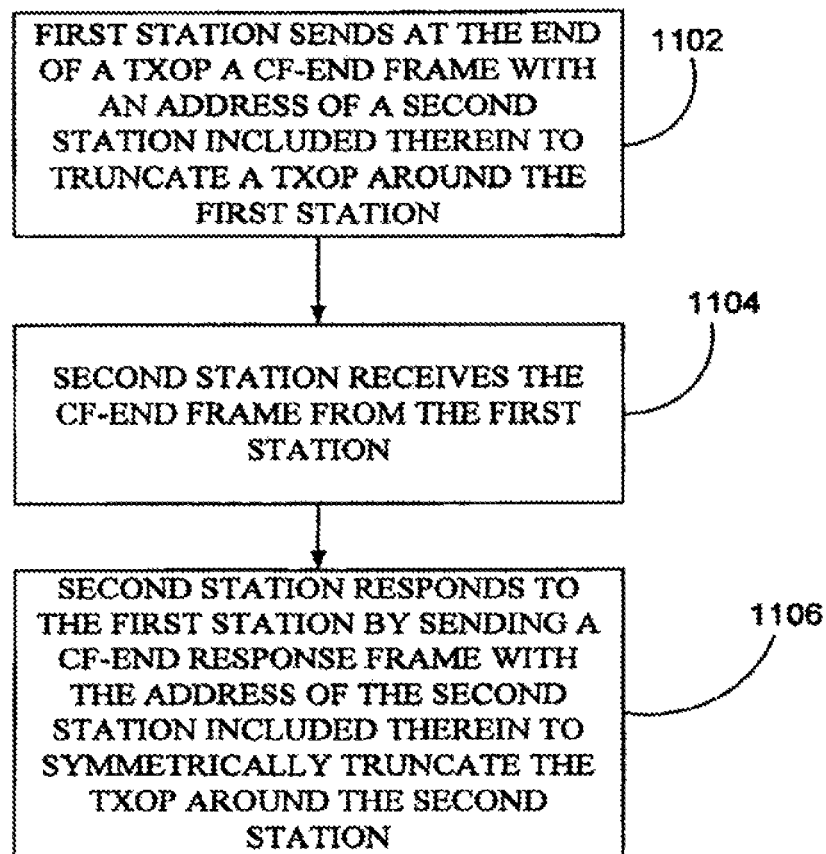 FIRST STATION SENDS AT THE END
OF A TXOP A CF-END FRAME WITH
AN ADDRESS OF A SECOND
STATION INCLUDED THEREIN TO
TRUNCATE A TXOP AROUND THE
FIRST STATION
1102
SECOND STATION RECEIVES THE
CF-END FRAME FROM THE FIRST
STATION
1104
SECOND STATION RESPONDS TO
THE FIRST STATION BY SENDING A
CF-END RESPONSE FRAME WITH
THE ADDRESS OF THE SECOND
STATION INCLUDED THEREIN TO
SYMMETRICALLY TRUNCATE THE
TXOP AROUND THE SECOND
STATION
1106